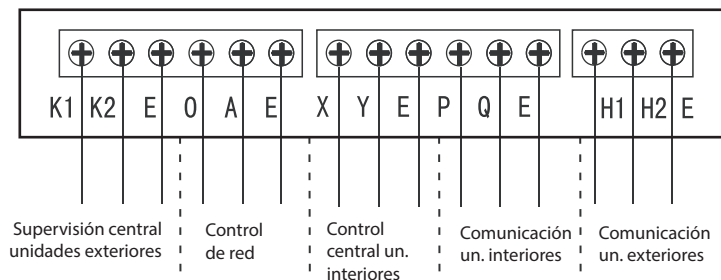 K1 K2 E O A E X Y E P Q E H1 H2 E
Supervisión central
unidades exteriores
Control
de red
Control
central un.
interiores
Comunicación
un. interiores
Comunicación
un. exteriores